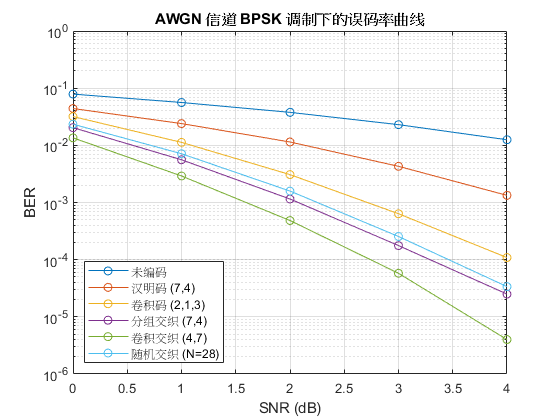 AWGN 信道 BPSK 调制下的误码率曲线
10^0
10^-1
10^-2
10^-3
10^-4
10^-5
10^-6
BER
未编码
汉明码 (7,4)
卷积码 (2,1,3)
分组交织 (7,4)
卷积交织 (4,7)
随机交织 (N=28)
0 0.5 1 1.5 2 2.5 3 3.5 4
SNR (dB)